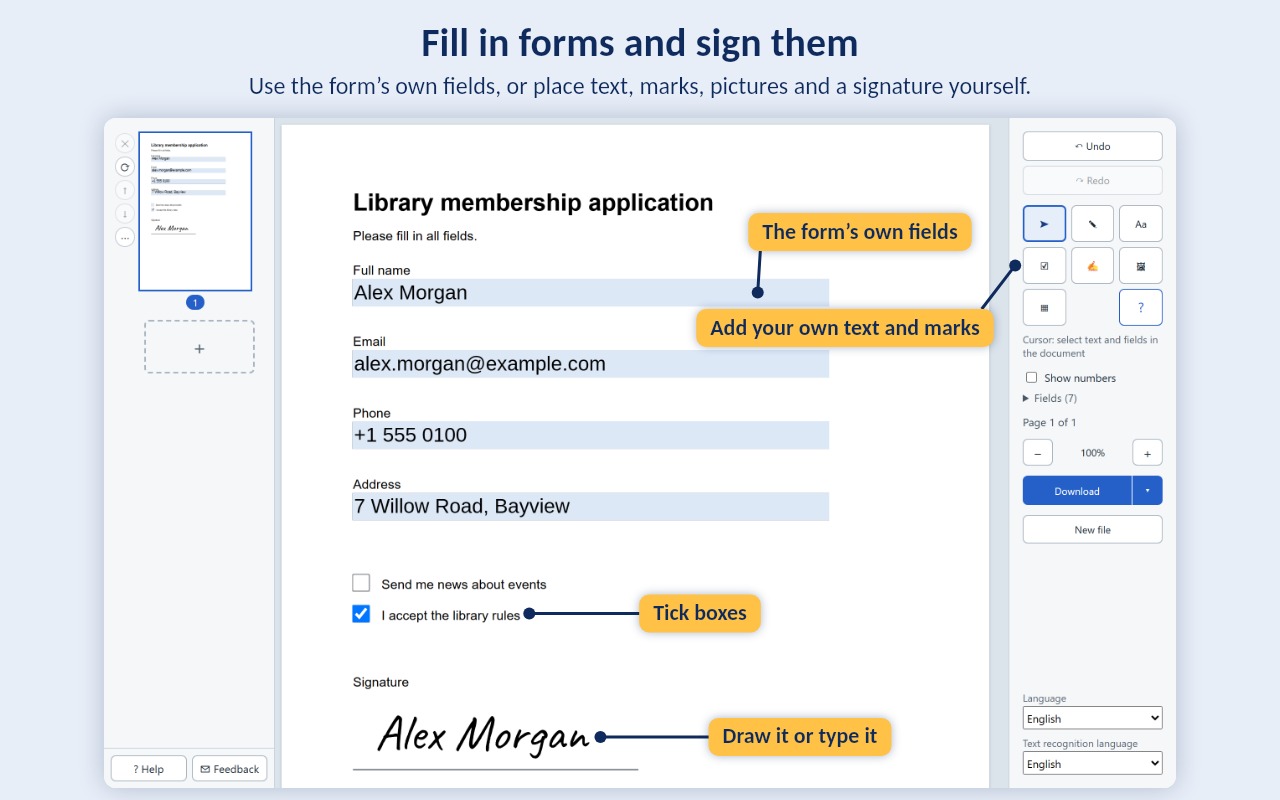 Fill in forms and sign them
Use the form’s own fields, or place text, marks, pictures and a signature yourself.
Library membership application
Please fill in all fields.
Full name
Alex Morgan
Email
alex.morgan@example.com
Phone
+1 555 0100
Address
7 Willow Road, Bayview
Send me news about events
I accept the library rules
Signature
Alex Morgan
The form’s own fields
Add your own text and marks
Tick boxes
Draw it or type it
1
+
? Help
Feedback
Undo
Redo
Aa
?
Cursor: select text and fields in
the document
Show numbers
Fields (7)
Page 1 of 1
− 100% +
Download
New file
Language
English
Text recognition language
English